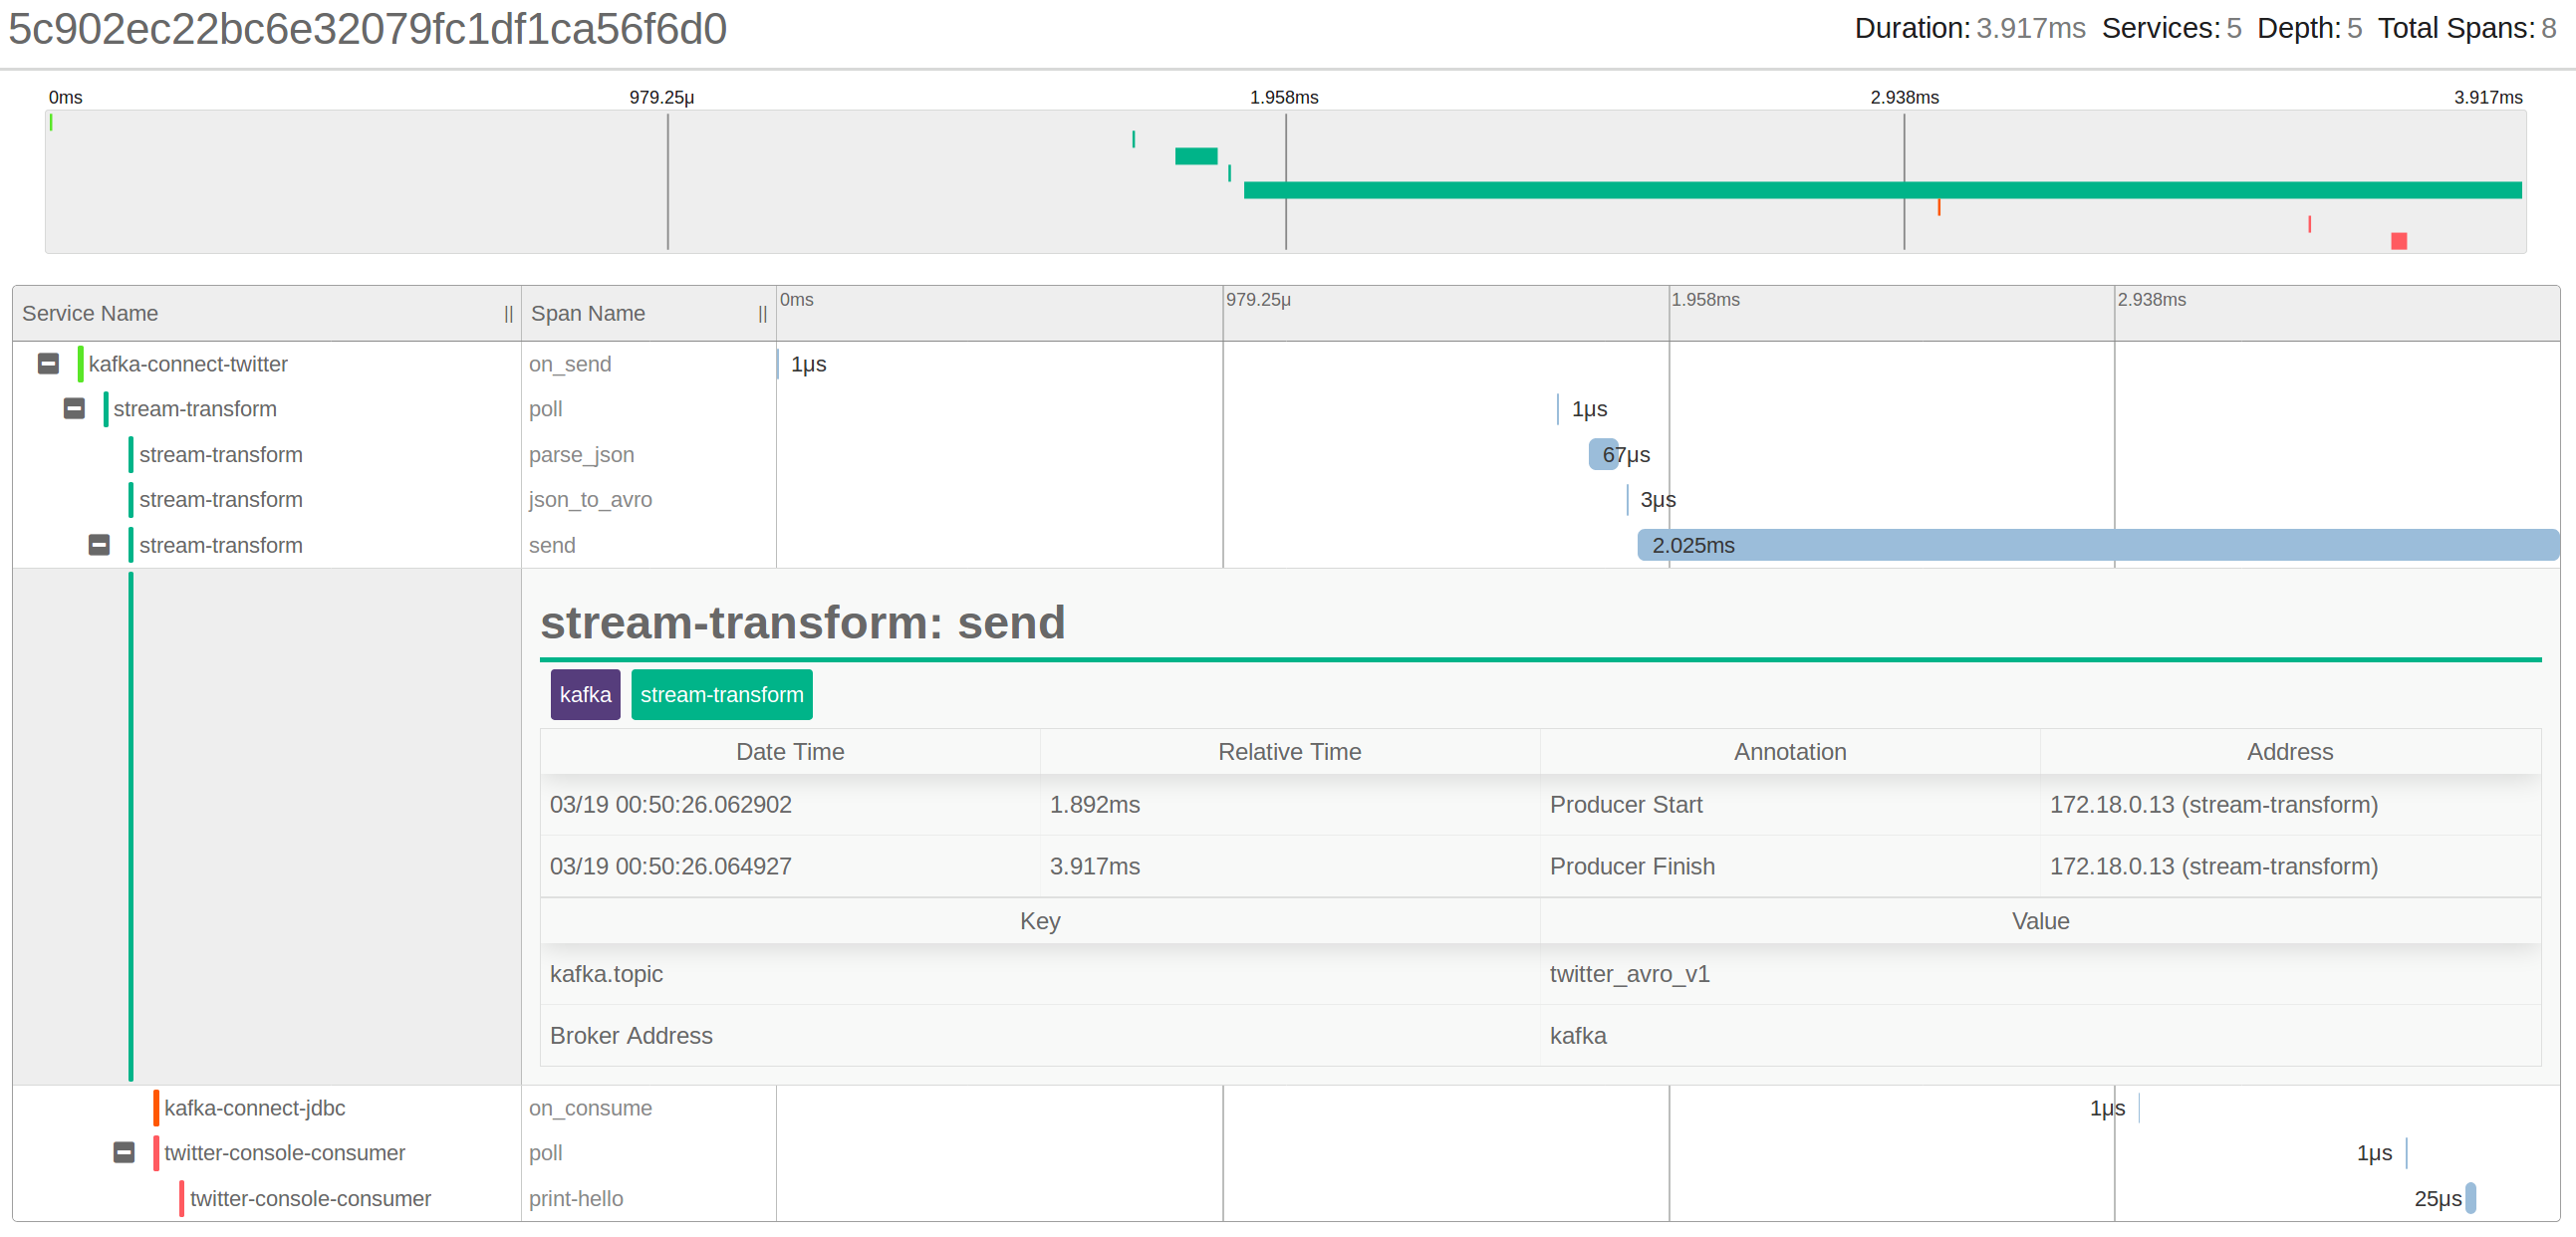 5c902ec22bc6e32079fc1df1ca56f6d0 Duration: 3.917ms Services: 5 Depth: 5 Total Spans: 8
0ms 979.25μ 1.958ms 2.938ms 3.917ms
Service Name || Span Name || 0ms 979.25μ 1.958ms 2.938ms
kafka-connect-twitter on_send 1μs
stream-transform poll 1μs
stream-transform parse_json 67μs
stream-transform json_to_avro 3μs
stream-transform send 2.025ms
stream-transform: send
kafka stream-transform
Date Time Relative Time Annotation Address
03/19 00:50:26.062902 1.892ms Producer Start 172.18.0.13 (stream-transform)
03/19 00:50:26.064927 3.917ms Producer Finish 172.18.0.13 (stream-transform)
Key Value
kafka.topic twitter_avro_v1
Broker Address kafka
kafka-connect-jdbc on_consume 1μs
twitter-console-consumer poll 1μs
twitter-console-consumer print-hello 25μs